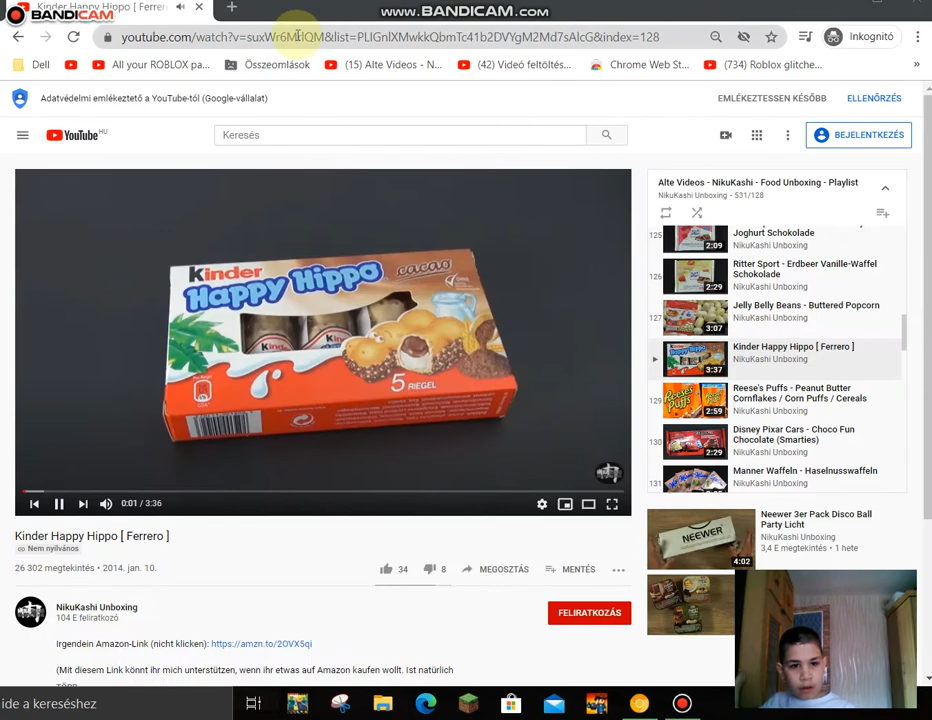 Kinder Happy Hippo [ Ferrero
BANDICAM
www.BANDICAM.com
youtube.com/watch?v=suxWr6MJIQM&list=PLIGnlXMwkkQbmTc41b2DVYgM2Md7sAlcG&index=128
Inkognitó
Dell
All your ROBLOX pa...
Összeomlások
(15) Alte Videos - N...
(42) Videó feltöltés...
Chrome Web St...
(734) Roblox glitche...
»
Adatvédelmi emlékeztető a YouTube-tól (Google-vállalat)
EMLÉKEZTESSEN KÉSŐBB
ELLENŐRZÉS
YouTube HU
Keresés
BEJELENTKEZÉS
Kinder
Happy Hippo
cacao
5 RIEGEL
0:01 / 3:36
Kinder Happy Hippo [ Ferrero ]
Nem nyilvános
26 302 megtekintés • 2014. jan. 10.
34
8
MEGOSZTÁS
MENTÉS
NikuKashi Unboxing
104 E feliratkozó
FELIRATKOZÁS
Irgendein Amazon-Link (nicht klicken): https://amzn.to/2OVX5qi
(Mit diesem Link könnt ihr mich unterstützen, wenn ihr etwas auf Amazon kaufen wollt. Ist natürlich
Alte Videos - NikuKashi - Food Unboxing - Playlist
NikuKashi Unboxing - 531/128
125
2:09
Joghurt Schokolade
NikuKashi Unboxing
126
2:29
Ritter Sport - Erdbeer Vanille-Waffel
Schokolade
NikuKashi Unboxing
127
3:07
Jelly Belly Beans - Buttered Popcorn
NikuKashi Unboxing
3:37
Kinder Happy Hippo [ Ferrero ]
NikuKashi Unboxing
129
2:59
Reese's Puffs - Peanut Butter
Cornflakes / Corn Puffs / Cereals
NikuKashi Unboxing
130
2:29
Disney Pixar Cars - Choco Fun
Chocolate (Smarties)
NikuKashi Unboxing
131
Manner Waffeln - Haselnusswaffeln
NikuKashi Unboxing
NEEWER
4:02
Neewer 3er Pack Disco Ball
Party Licht
NikuKashi Unboxing
3,4 E megtekintés • 1 hete
ide a kereséshez